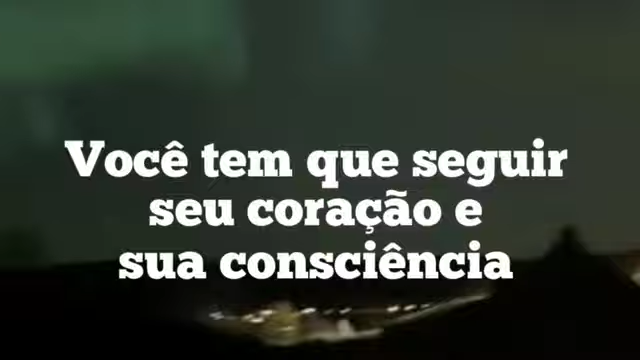 Você tem que seguir
seu coração e
sua consciência